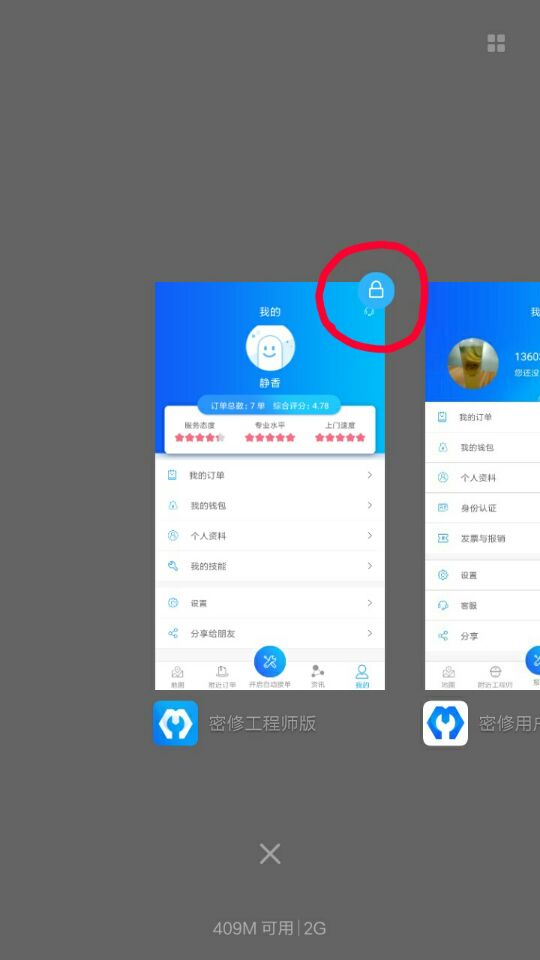 我的
静香
订单总数: 7 单 综合评分: 4.78
服务态度 专业水平 上门速度
我的订单
我的钱包
个人资料
我的技能
设置
分享给朋友
地图 附近订单 开启自动接单 资讯 我的
密修工程师版
我
1360
您还没
我的订单
我的钱包
个人资料
身份认证
发票与报销
设置
客服
分享
地图 附近工程师
密修用户
409M 可用 | 2G